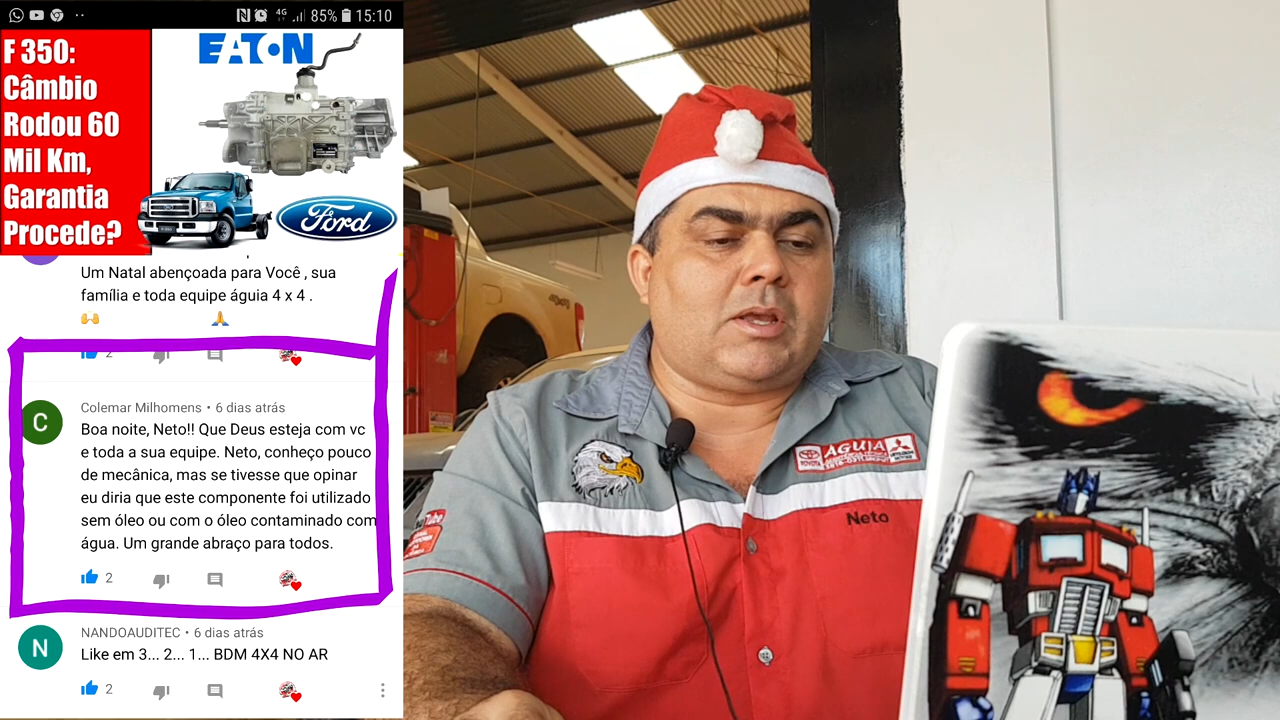 4G 85% 15:10
F 350:
Câmbio
Rodou 60
Mil Km,
Garantia
Procede?
EATON
Ford
Um Natal abençoada para Você , sua
família e toda equipe águia 4 x 4 .
2
Colemar Milhomens • 6 dias atrás
Boa noite, Neto!! Que Deus esteja com vc
e toda a sua equipe. Neto, conheço pouco
de mecânica, mas se tivesse que opinar
eu diria que este componente foi utilizado
sem óleo ou com o óleo contaminado com
água. Um grande abraço para todos.
2
NANDOAUDITEC • 6 dias atrás
Like em 3... 2... 1... BDM 4X4 NO AR
2
4x4
TOYOTA
AGUIA
Neto
YouTube